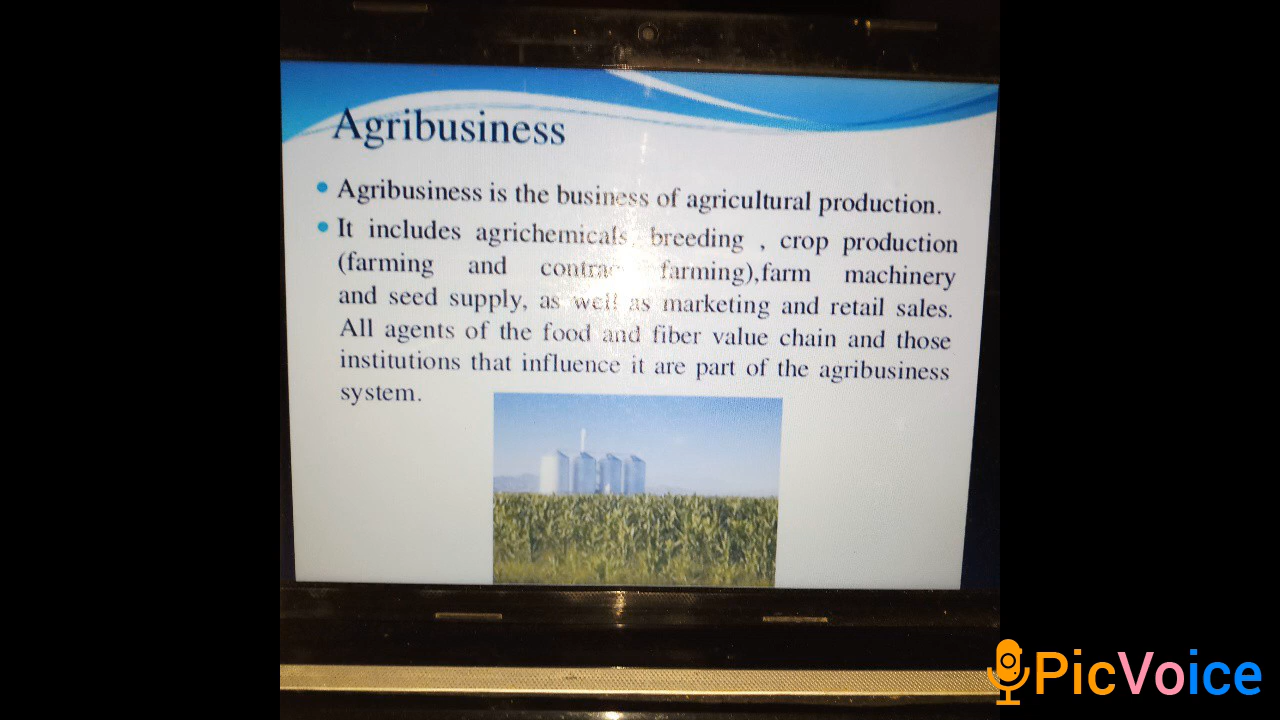 Agribusiness
• Agribusiness is the business of agricultural production.
• It includes agrichemicals, breeding , crop production
(farming and contract farming),farm machinery
and seed supply, as well as marketing and retail sales.
All agents of the food and fiber value chain and those
institutions that influence it are part of the agribusiness
system.
PicVoice